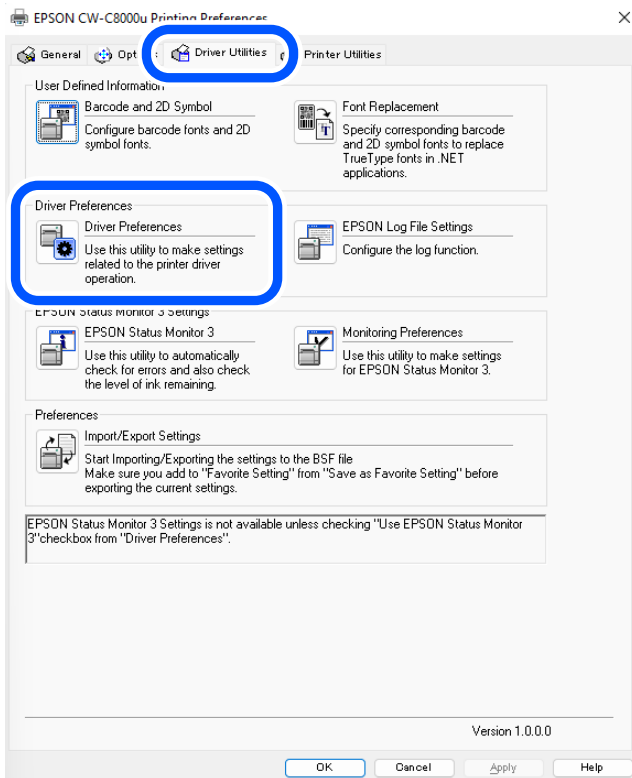 EPSON CW-C8000u Printing Preferences
General Opt Driver Utilities Printer Utilities
User Defined Information
Barcode and 2D Symbol
Configure barcode fonts and 2D
symbol fonts.
Font Replacement
Specify corresponding barcode
and 2D symbol fonts to replace
TrueType fonts in .NET
applications.
Driver Preferences
Driver Preferences
Use this utility to make settings
related to the printer driver
operation.
EPSON Log File Settings
Configure the log function.
EPSON Status Monitor 3 Settings
EPSON Status Monitor 3
Use this utility to automatically
check for errors and also check
the level of ink remaining.
Monitoring Preferences
Use this utility to make settings
for EPSON Status Monitor 3.
Preferences
Import/Export Settings
Start Importing/Exporting the settings to the BSF file
Make sure you add to "Favorite Setting" from "Save as Favorite Setting" before
exporting the current settings.
EPSON Status Monitor 3 Settings is not available unless checking "Use EPSON Status Monitor
3"checkbox from "Driver Preferences".
Version 1.0.0.0
OK Cancel Apply Help